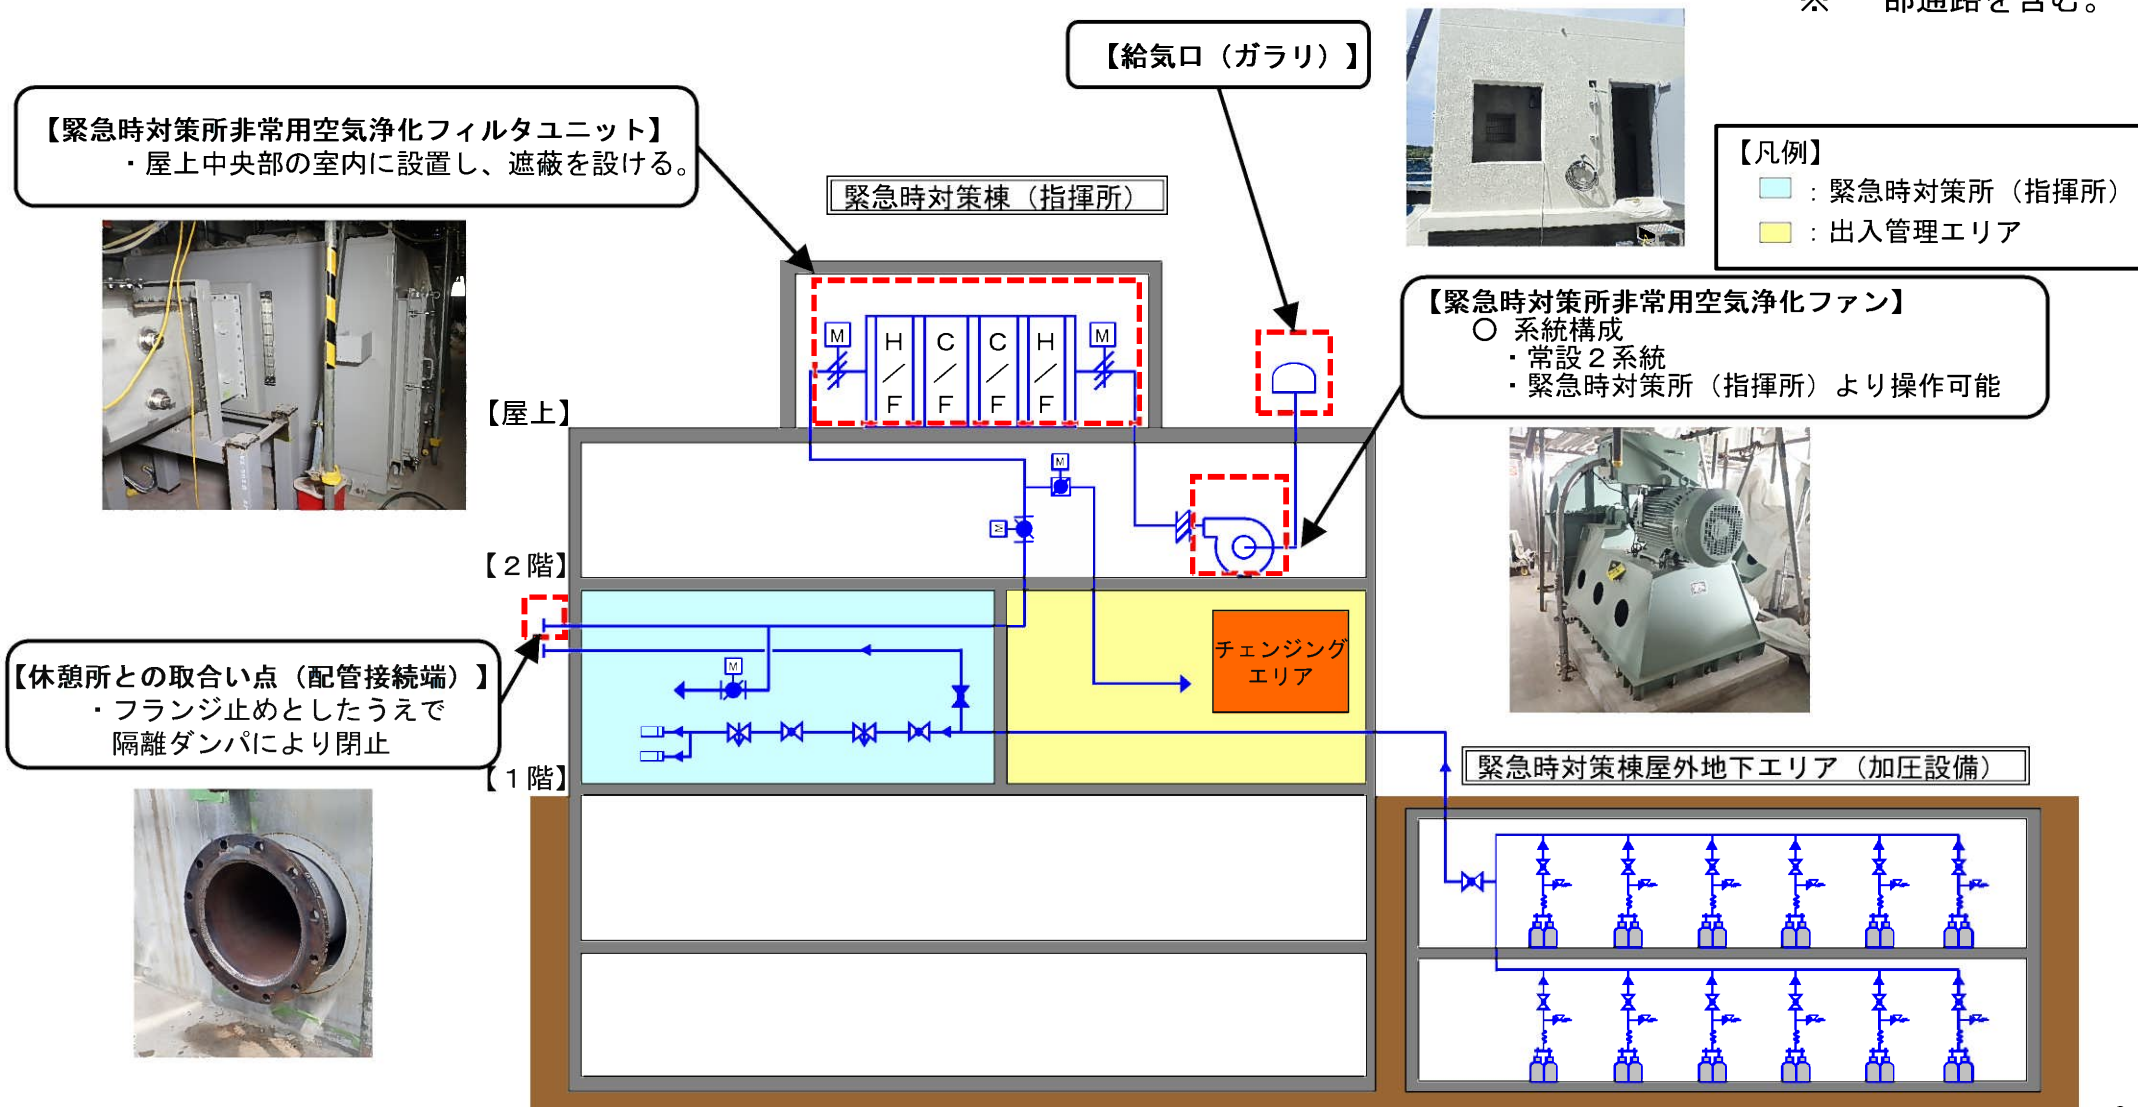 ※　一部通路を含む。
【給気口（ガラリ）】
【緊急時対策所非常用空気浄化フィルタユニット】
・屋上中央部の室内に設置し、遮蔽を設ける。
緊急時対策棟（指揮所）
【凡例】
：緊急時対策所（指揮所）
：出入管理エリア
【緊急時対策所非常用空気浄化ファン】
○ 系統構成
・常設２系統
・緊急時対策所（指揮所）より操作可能
M
H／F
C／F
C／F
H／F
M
【屋上】
M
M
【２階】
チェンジング
エリア
M
【休憩所との取合い点（配管接続端）】
・フランジ止めとしたうえで
隔離ダンパにより閉止
【１階】
緊急時対策棟屋外地下エリア（加圧設備）